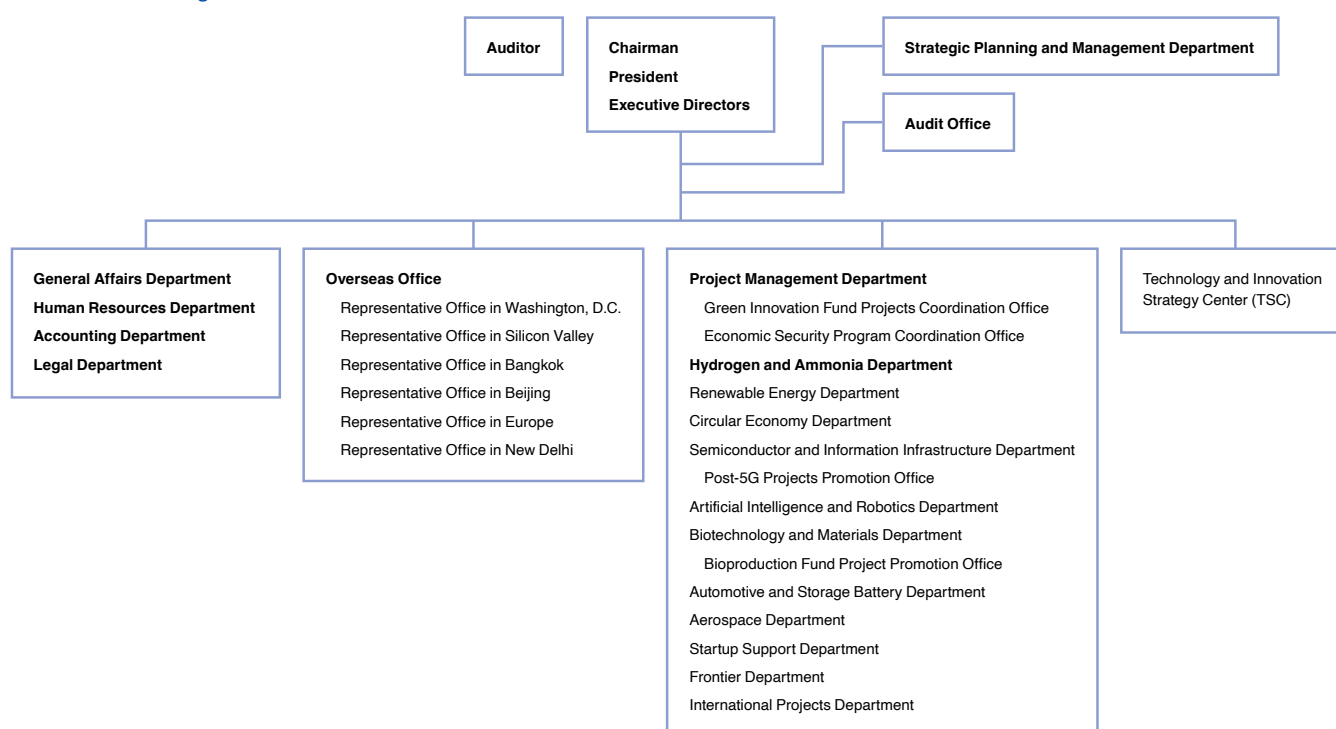 Auditor
Chairman
President
Executive Directors
Strategic Planning and Management Department
Audit Office
General Affairs Department
Human Resources Department
Accounting Department
Legal Department
Overseas Office
Representative Office in Washington, D.C.
Representative Office in Silicon Valley
Representative Office in Bangkok
Representative Office in Beijing
Representative Office in Europe
Representative Office in New Delhi
Project Management Department
Green Innovation Fund Projects Coordination Office
Economic Security Program Coordination Office
Hydrogen and Ammonia Department
Renewable Energy Department
Circular Economy Department
Semiconductor and Information Infrastructure Department
Post-5G Projects Promotion Office
Artificial Intelligence and Robotics Department
Biotechnology and Materials Department
Bioproduction Fund Project Promotion Office
Automotive and Storage Battery Department
Aerospace Department
Startup Support Department
Frontier Department
International Projects Department
Technology and Innovation
Strategy Center (TSC)